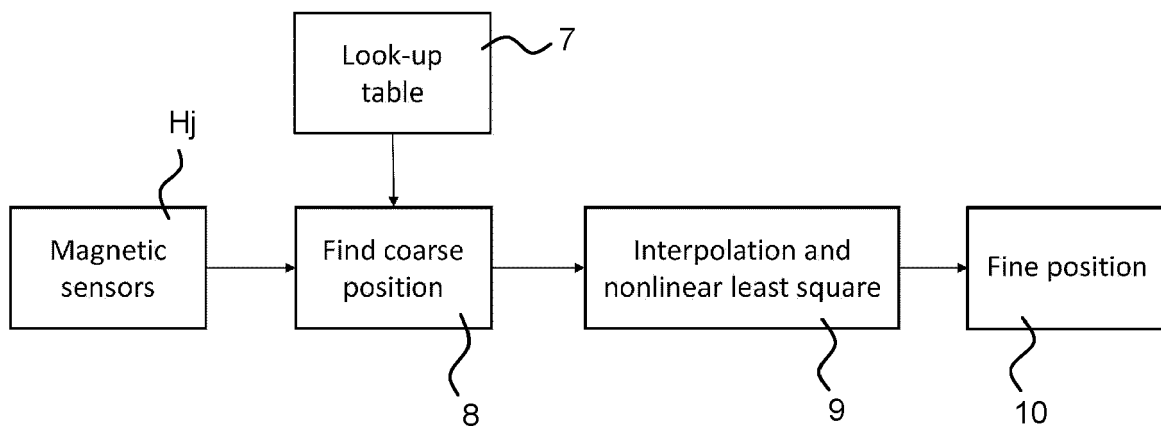 Look-up
table
7
Hj
Magnetic
sensors
Find coarse
position
Interpolation and
nonlinear least square
Fine position
8
9
10